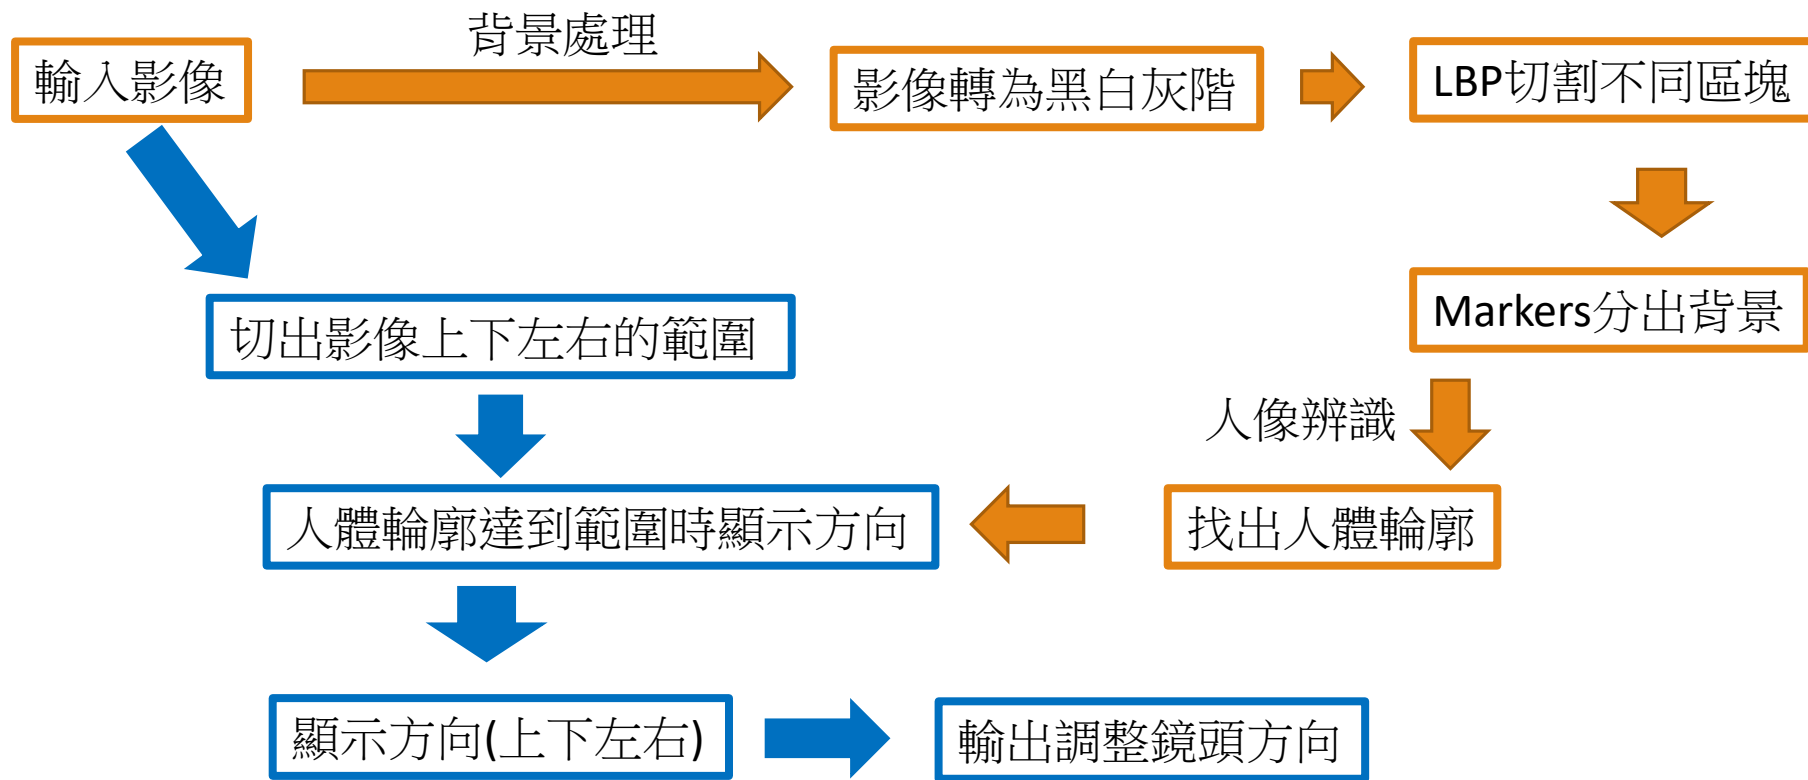 輸入影像
背景處理
影像轉為黑白灰階
LBP切割不同區塊
Markers分出背景
人像辨識
找出人體輪廓
切出影像上下左右的範圍
人體輪廓達到範圍時顯示方向
顯示方向(上下左右)
輸出調整鏡頭方向